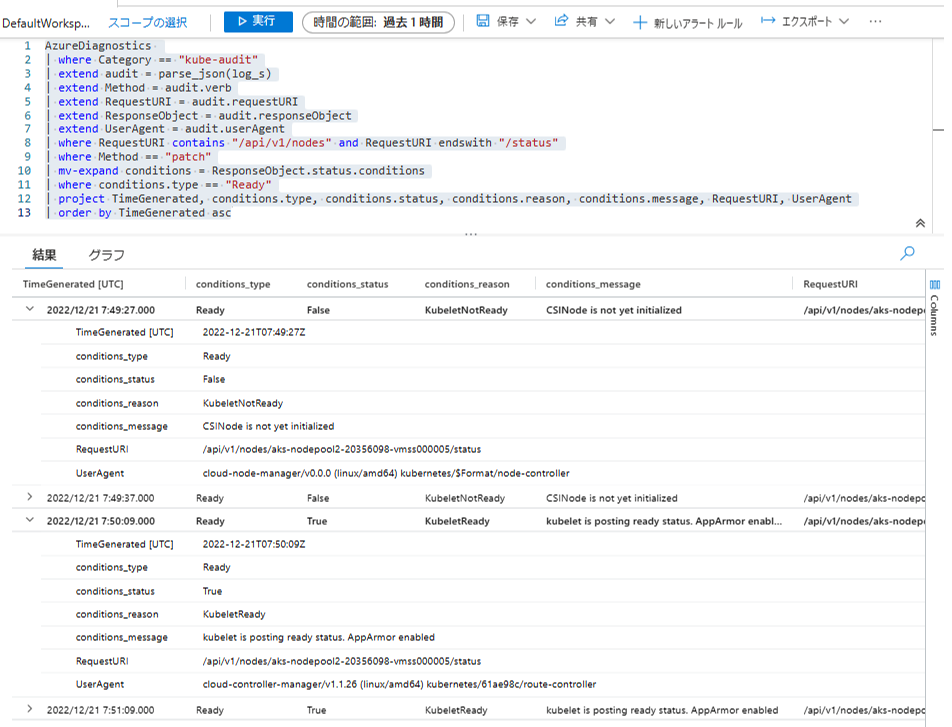 DefaultWorksp... スコープの選択 ▷ 実行 時間の範囲: 過去 1 時間 保存 共有 新しいアラート ルール エクスポート ...
1 AzureDiagnostics
2 | where Category == "kube-audit"
3 | extend audit = parse_json(log_s)
4 | extend Method = audit.verb
5 | extend RequestURI = audit.requestURI
6 | extend ResponseObject = audit.responseObject
7 | extend UserAgent = audit.userAgent
8 | where RequestURI contains "/api/v1/nodes" and RequestURI endswith "/status"
9 | where Method == "patch"
10 | mv-expand conditions = ResponseObject.status.conditions
11 | where conditions.type == "Ready"
12 | project TimeGenerated, conditions.type, conditions.status, conditions.reason, conditions.message, RequestURI, UserAgent
13 | order by TimeGenerated asc
...
結果 グラフ
TimeGenerated [UTC] conditions_type conditions_status conditions_reason conditions_message RequestURI
Columns
2022/12/21 7:49:27.000 Ready False KubeletNotReady CSINode is not yet initialized /api/v1/nodes/aks-nodepo
TimeGenerated [UTC] 2022-12-21T07:49:27Z
conditions_type Ready
conditions_status False
conditions_reason KubeletNotReady
conditions_message CSINode is not yet initialized
RequestURI /api/v1/nodes/aks-nodepool2-20356098-vmss000005/status
UserAgent cloud-node-manager/v0.0.0 (linux/amd64) kubernetes/$Format/node-controller
2022/12/21 7:49:37.000 Ready False KubeletNotReady CSINode is not yet initialized /api/v1/nodes/aks-nodepo
2022/12/21 7:50:09.000 Ready True KubeletReady kubelet is posting ready status. AppArmor enabl... /api/v1/nodes/aks-nodepo
TimeGenerated [UTC] 2022-12-21T07:50:09Z
conditions_type Ready
conditions_status True
conditions_reason KubeletReady
conditions_message kubelet is posting ready status. AppArmor enabled
RequestURI /api/v1/nodes/aks-nodepool2-20356098-vmss000005/status
UserAgent cloud-controller-manager/v1.1.26 (linux/amd64) kubernetes/61ae98c/route-controller
2022/12/21 7:51:09.000 Ready True KubeletReady kubelet is posting ready status. AppArmor enabled /api/v1/nodes/aks-nodepo